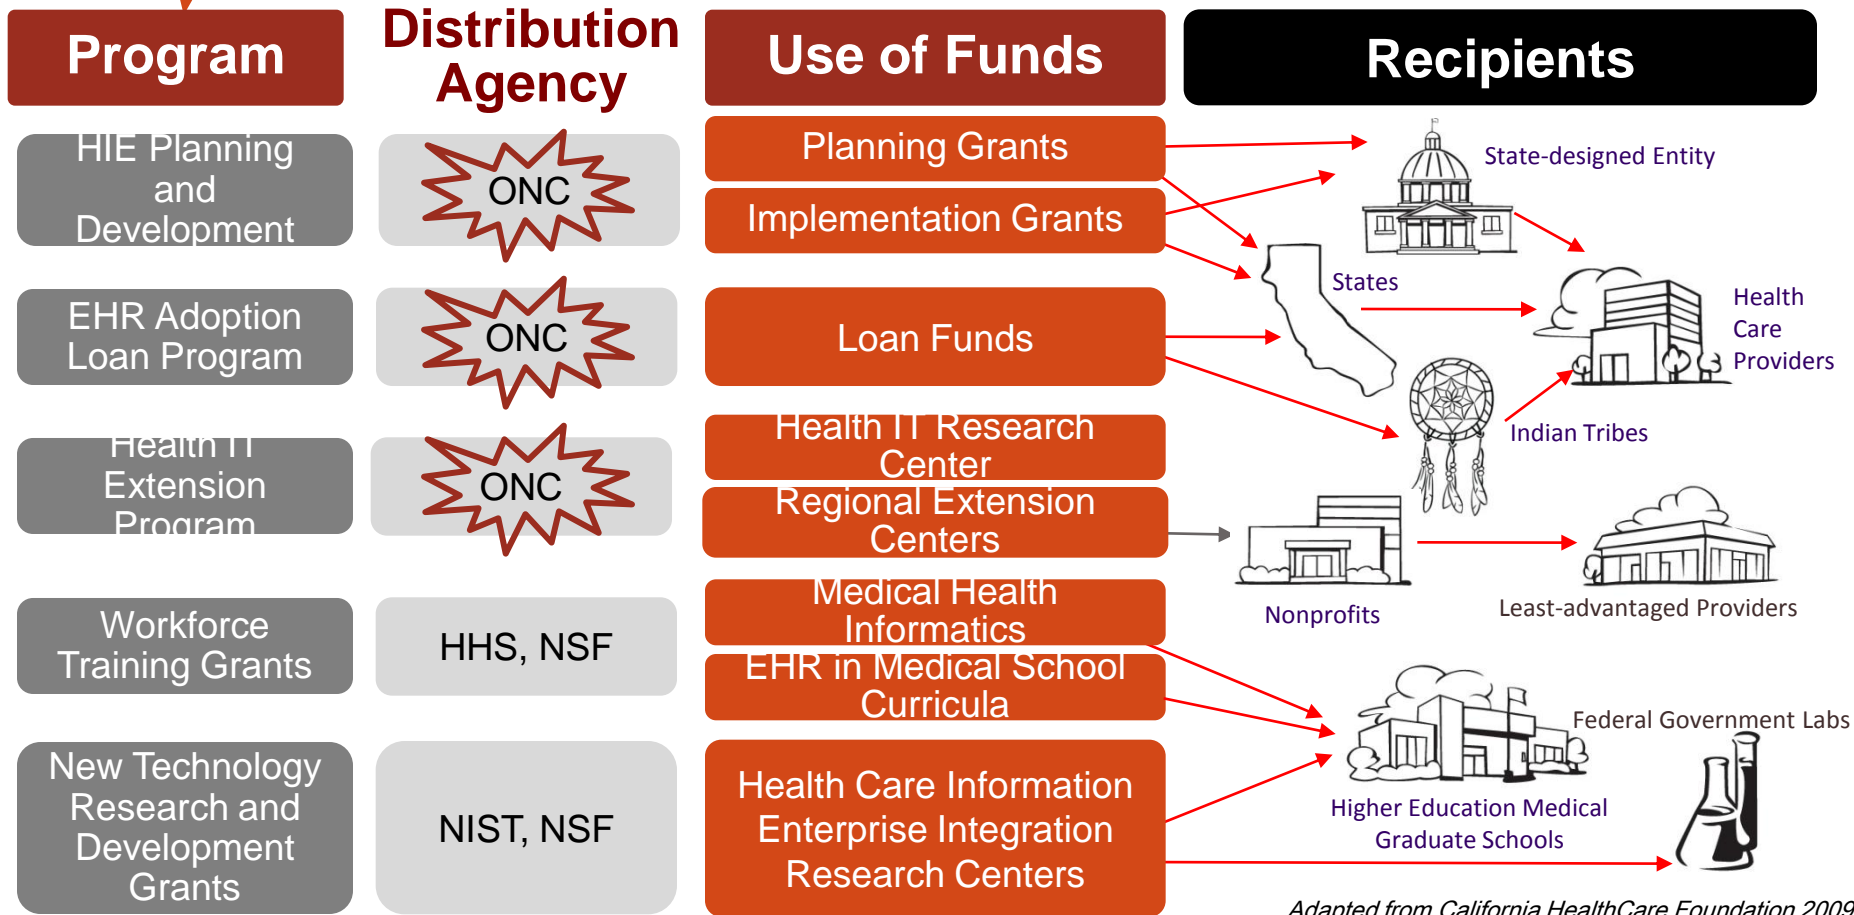 Program
Distribution
Agency
Use of Funds
Recipients
HIE Planning
and
Development
ONC
Planning Grants
Implementation Grants
State-designed Entity
EHR Adoption
Loan Program
ONC
Loan Funds
States
Health
Care
Providers
Indian Tribes
Health IT
Extension
Program
ONC
Health IT Research
Center
Regional Extension
Centers
Nonprofits
Least-advantaged Providers
Workforce
Training Grants
HHS, NSF
Medical Health
Informatics
EHR in Medical School
Curricula
Federal Government Labs
Higher Education Medical
Graduate Schools
New Technology
Research and
Development
Grants
NIST, NSF
Health Care Information
Enterprise Integration
Research Centers
Adapted from California HealthCare Foundation 2009